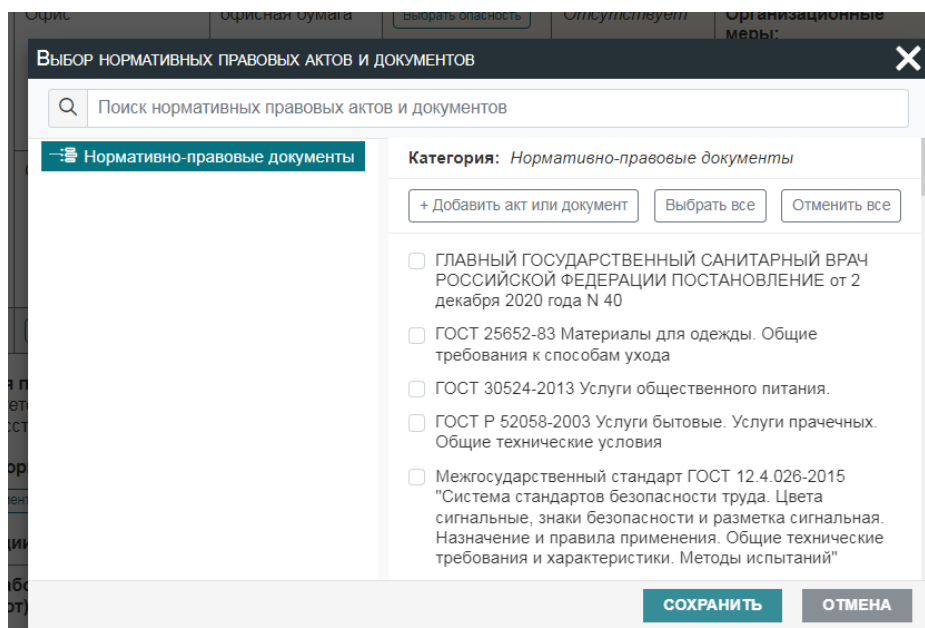 Офис
офисная бумага
Выбрать опасность
Отсутствует
Организационные
меры:
Выбор нормативных правовых актов и документов
Поиск нормативных правовых актов и документов
Нормативно-правовые документы
Категория: Нормативно-правовые документы
+ Добавить акт или документ
Выбрать все
Отменить все
ГЛАВНЫЙ ГОСУДАРСТВЕННЫЙ САНИТАРНЫЙ ВРАЧ
РОССИЙСКОЙ ФЕДЕРАЦИИ ПОСТАНОВЛЕНИЕ от 2
декабря 2020 года N 40
ГОСТ 25652-83 Материалы для одежды. Общие
требования к способам ухода
ГОСТ 30524-2013 Услуги общественного питания.
ГОСТ Р 52058-2003 Услуги бытовые. Услуги прачечных.
Общие технические условия
Межгосударственный стандарт ГОСТ 12.4.026-2015
"Система стандартов безопасности труда. Цвета
сигнальные, знаки безопасности и разметка сигнальная.
Назначение и правила применения. Общие технические
требования и характеристики. Методы испытаний"
СОХРАНИТЬ
ОТМЕНА